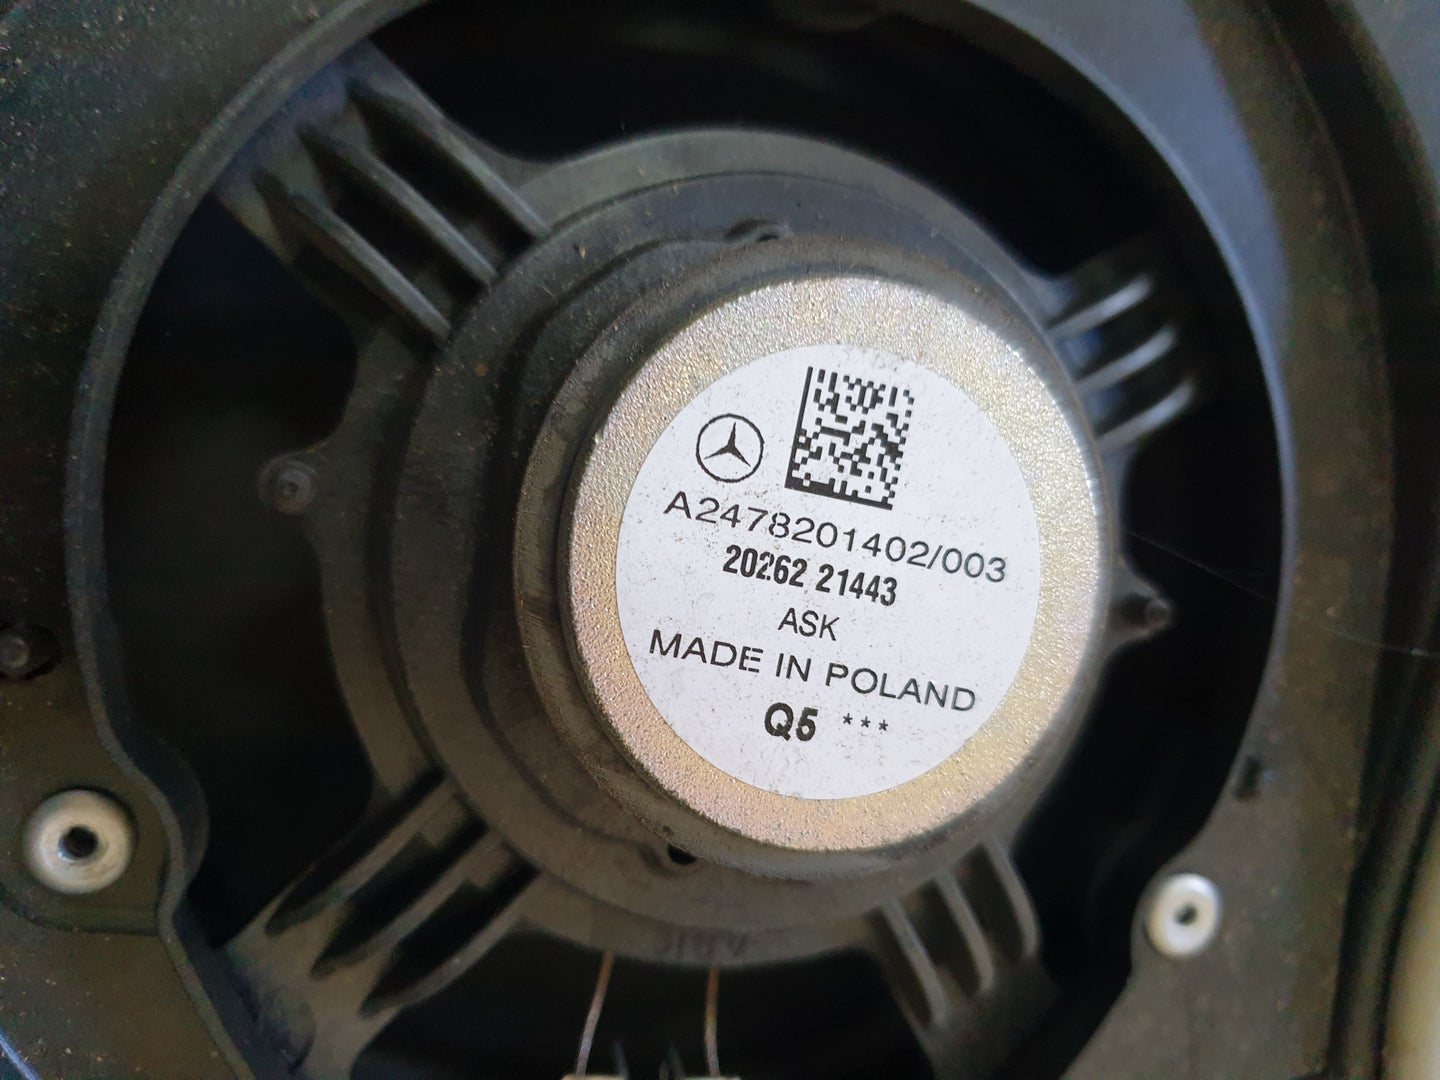 A2478201402/003
20262 21443
ASK
MADE IN POLAND
Q5 ***